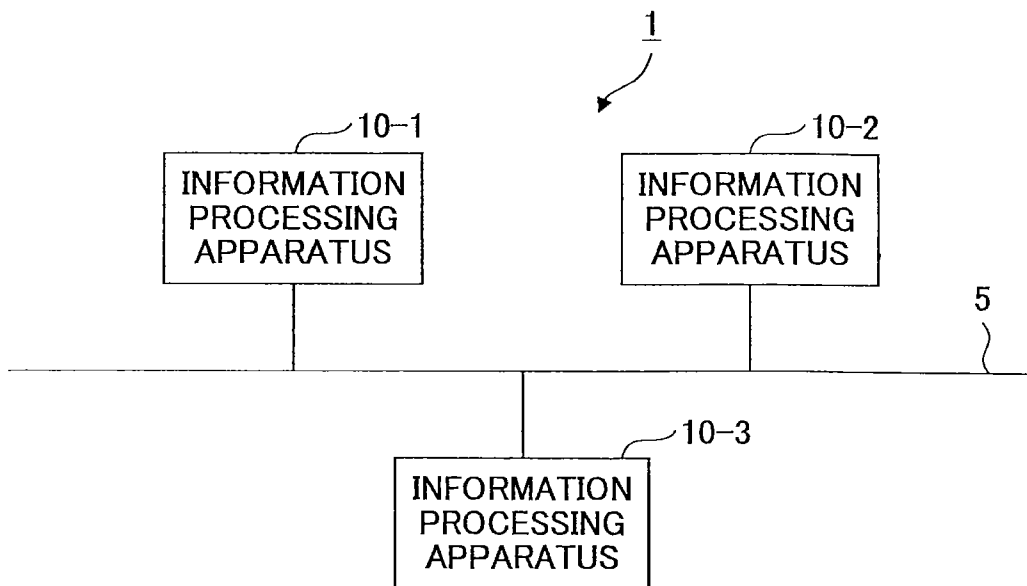 1
10-1
INFORMATION
PROCESSING
APPARATUS
10-2
INFORMATION
PROCESSING
APPARATUS
5
10-3
INFORMATION
PROCESSING
APPARATUS